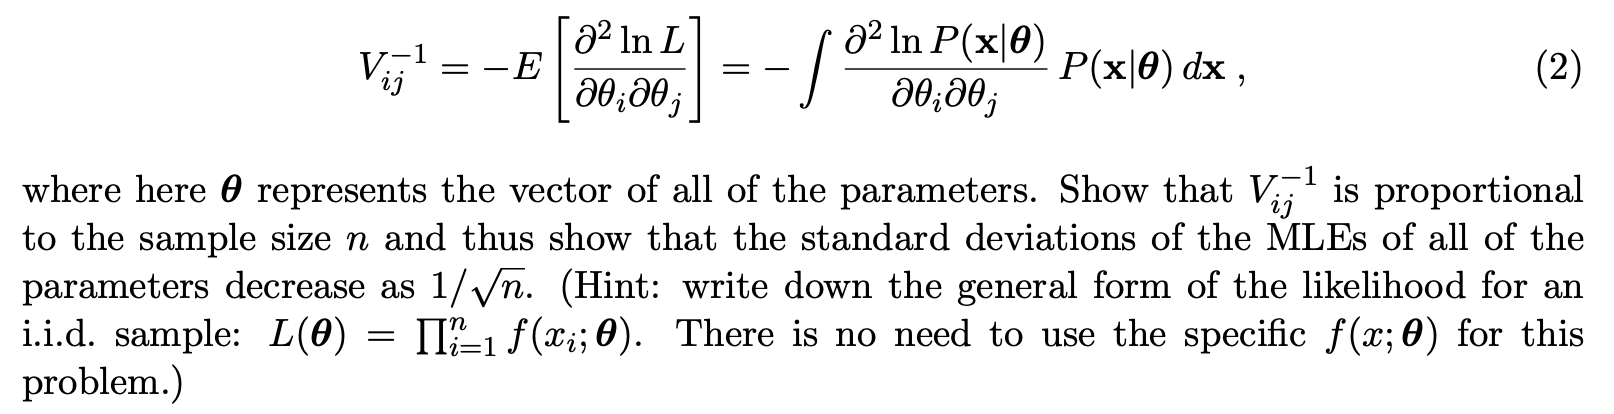 V_{ij}^{-1} = -E \left[ \frac{\partial^2 \ln L}{\partial\theta_i \partial\theta_j} \right] = - \int \frac{\partial^2 \ln P(\mathbf{x}|\boldsymbol{\theta})}{\partial\theta_i \partial\theta_j} P(\mathbf{x}|\boldsymbol{\theta}) \, d\mathbf{x} , (2)
where here θ represents the vector of all of the parameters. Show that V_{ij}^{-1} is proportional
to the sample size n and thus show that the standard deviations of the MLEs of all of the
parameters decrease as 1/√n. (Hint: write down the general form of the likelihood for an
i.i.d. sample: L(θ) = ∏_{i=1}^{n} f(x_i; θ). There is no need to use the specific f(x; θ) for this
problem.)